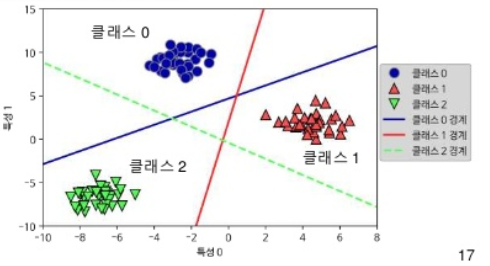 15
10
5
0
−5
−10
−10 −8 −6 −4 −2 0 2 4 6 8
특성 1
특성 0
클래스 0
클래스 1
클래스 2
클래스 0
클래스 1
클래스 2
클래스 0 경계
클래스 1 경계
클래스 2 경계
17